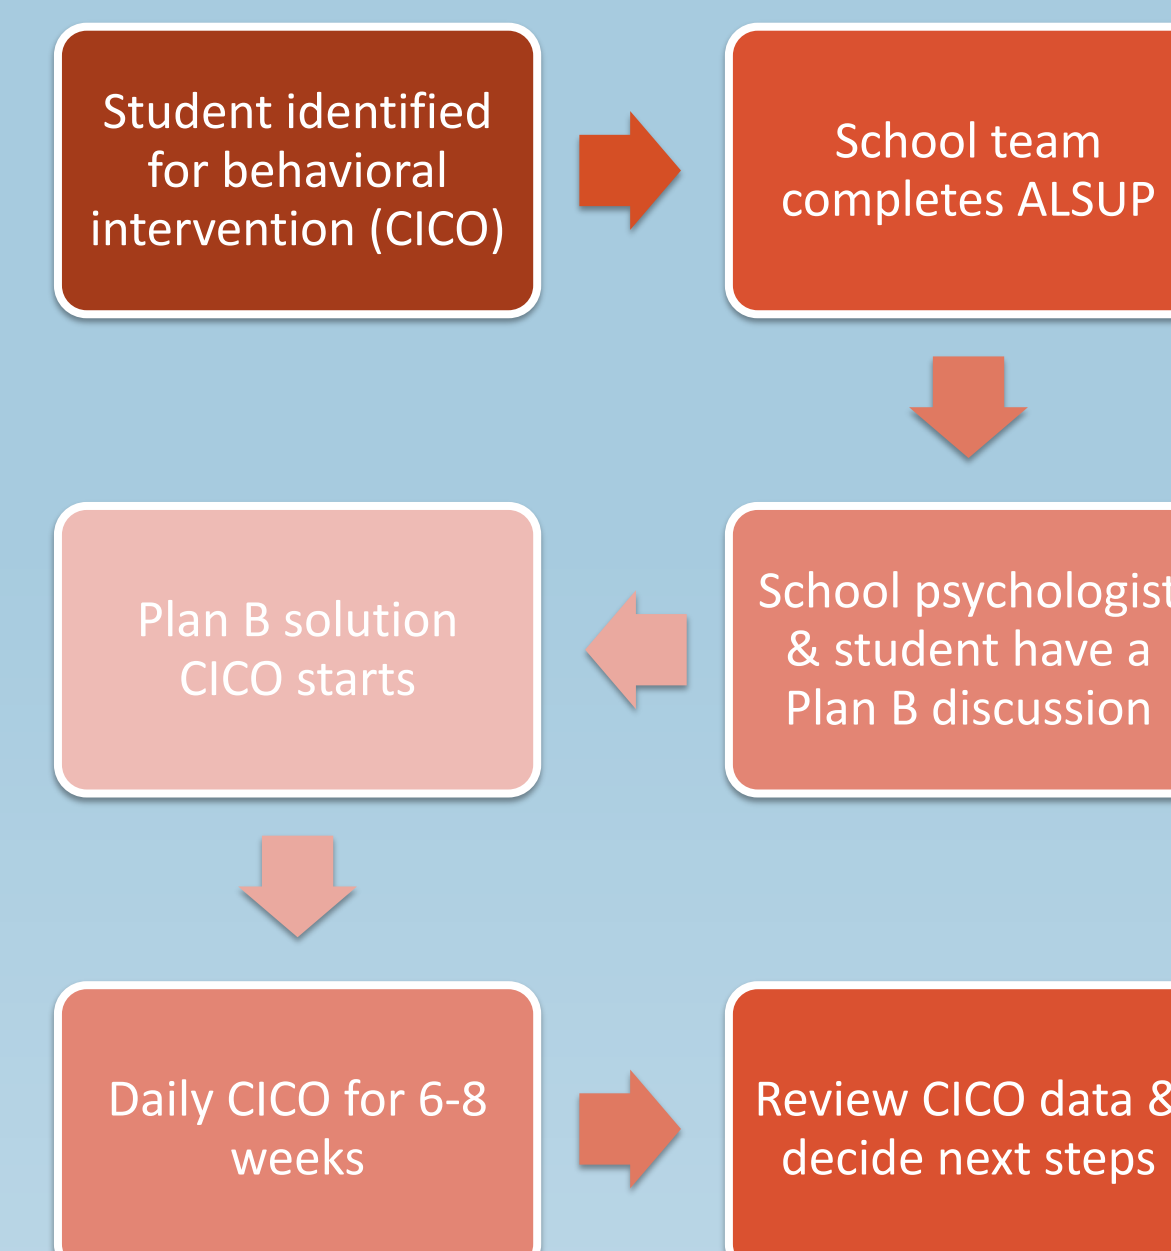 Student identified
for behavioral
intervention (CICO)
School team
completes ALSUP
School psychologist
& student have a
Plan B discussion
Plan B solution
CICO starts
Daily CICO for 6-8
weeks
Review CICO data &
decide next steps